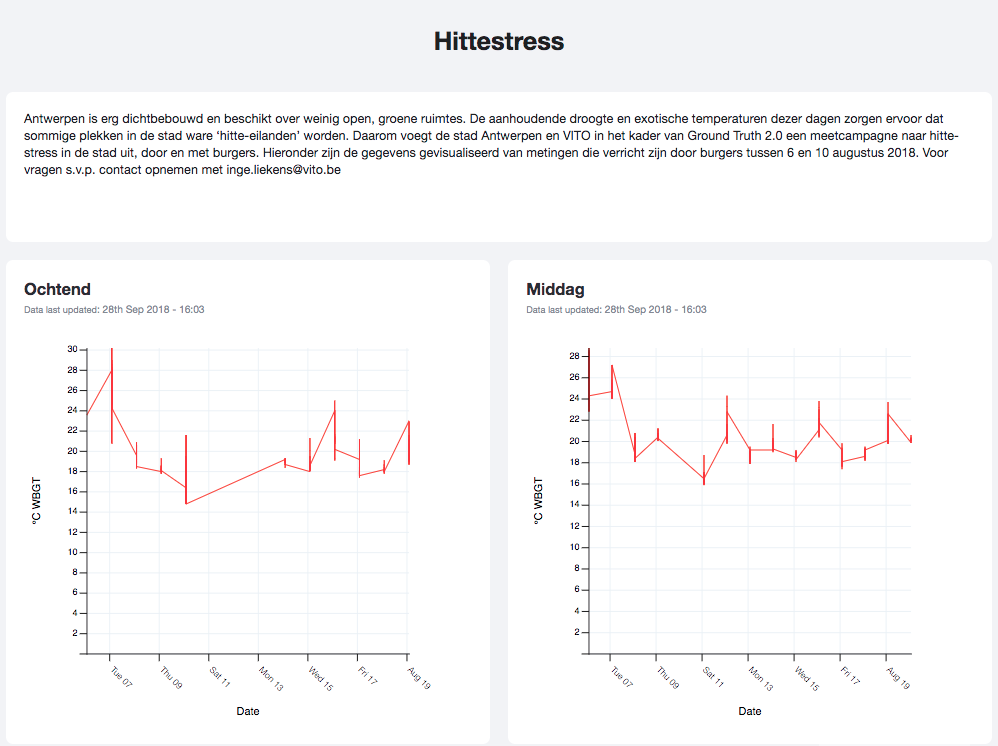 Hittestress
Antwerpen is erg dichtbebouwd en beschikt over weinig open, groene ruimtes. De aanhoudende droogte en exotische temperaturen dezer dagen zorgen ervoor dat
sommige plekken in de stad ware ‘hitte-eilanden’ worden. Daarom voegt de stad Antwerpen en VITO in het kader van Ground Truth 2.0 een meetcampagne naar hitte-
stress in de stad uit, door en met burgers. Hieronder zijn de gegevens gevisualiseerd van metingen die verricht zijn door burgers tussen 6 en 10 augustus 2018. Voor
vragen s.v.p. contact opnemen met inge.liekens@vito.be
Ochtend
Data last updated: 28th Sep 2018 - 16:03
30
28
26
24
22
20
18
16
14
12
10
8
6
4
2
°C WBGT
Tue 07
Thu 09
Sat 11
Mon 13
Wed 15
Fri 17
Aug 19
Date
Middag
Data last updated: 28th Sep 2018 - 16:03
28
26
24
22
20
18
16
14
12
10
8
6
4
2
°C WBGT
Tue 07
Thu 09
Sat 11
Mon 13
Wed 15
Fri 17
Aug 19
Date